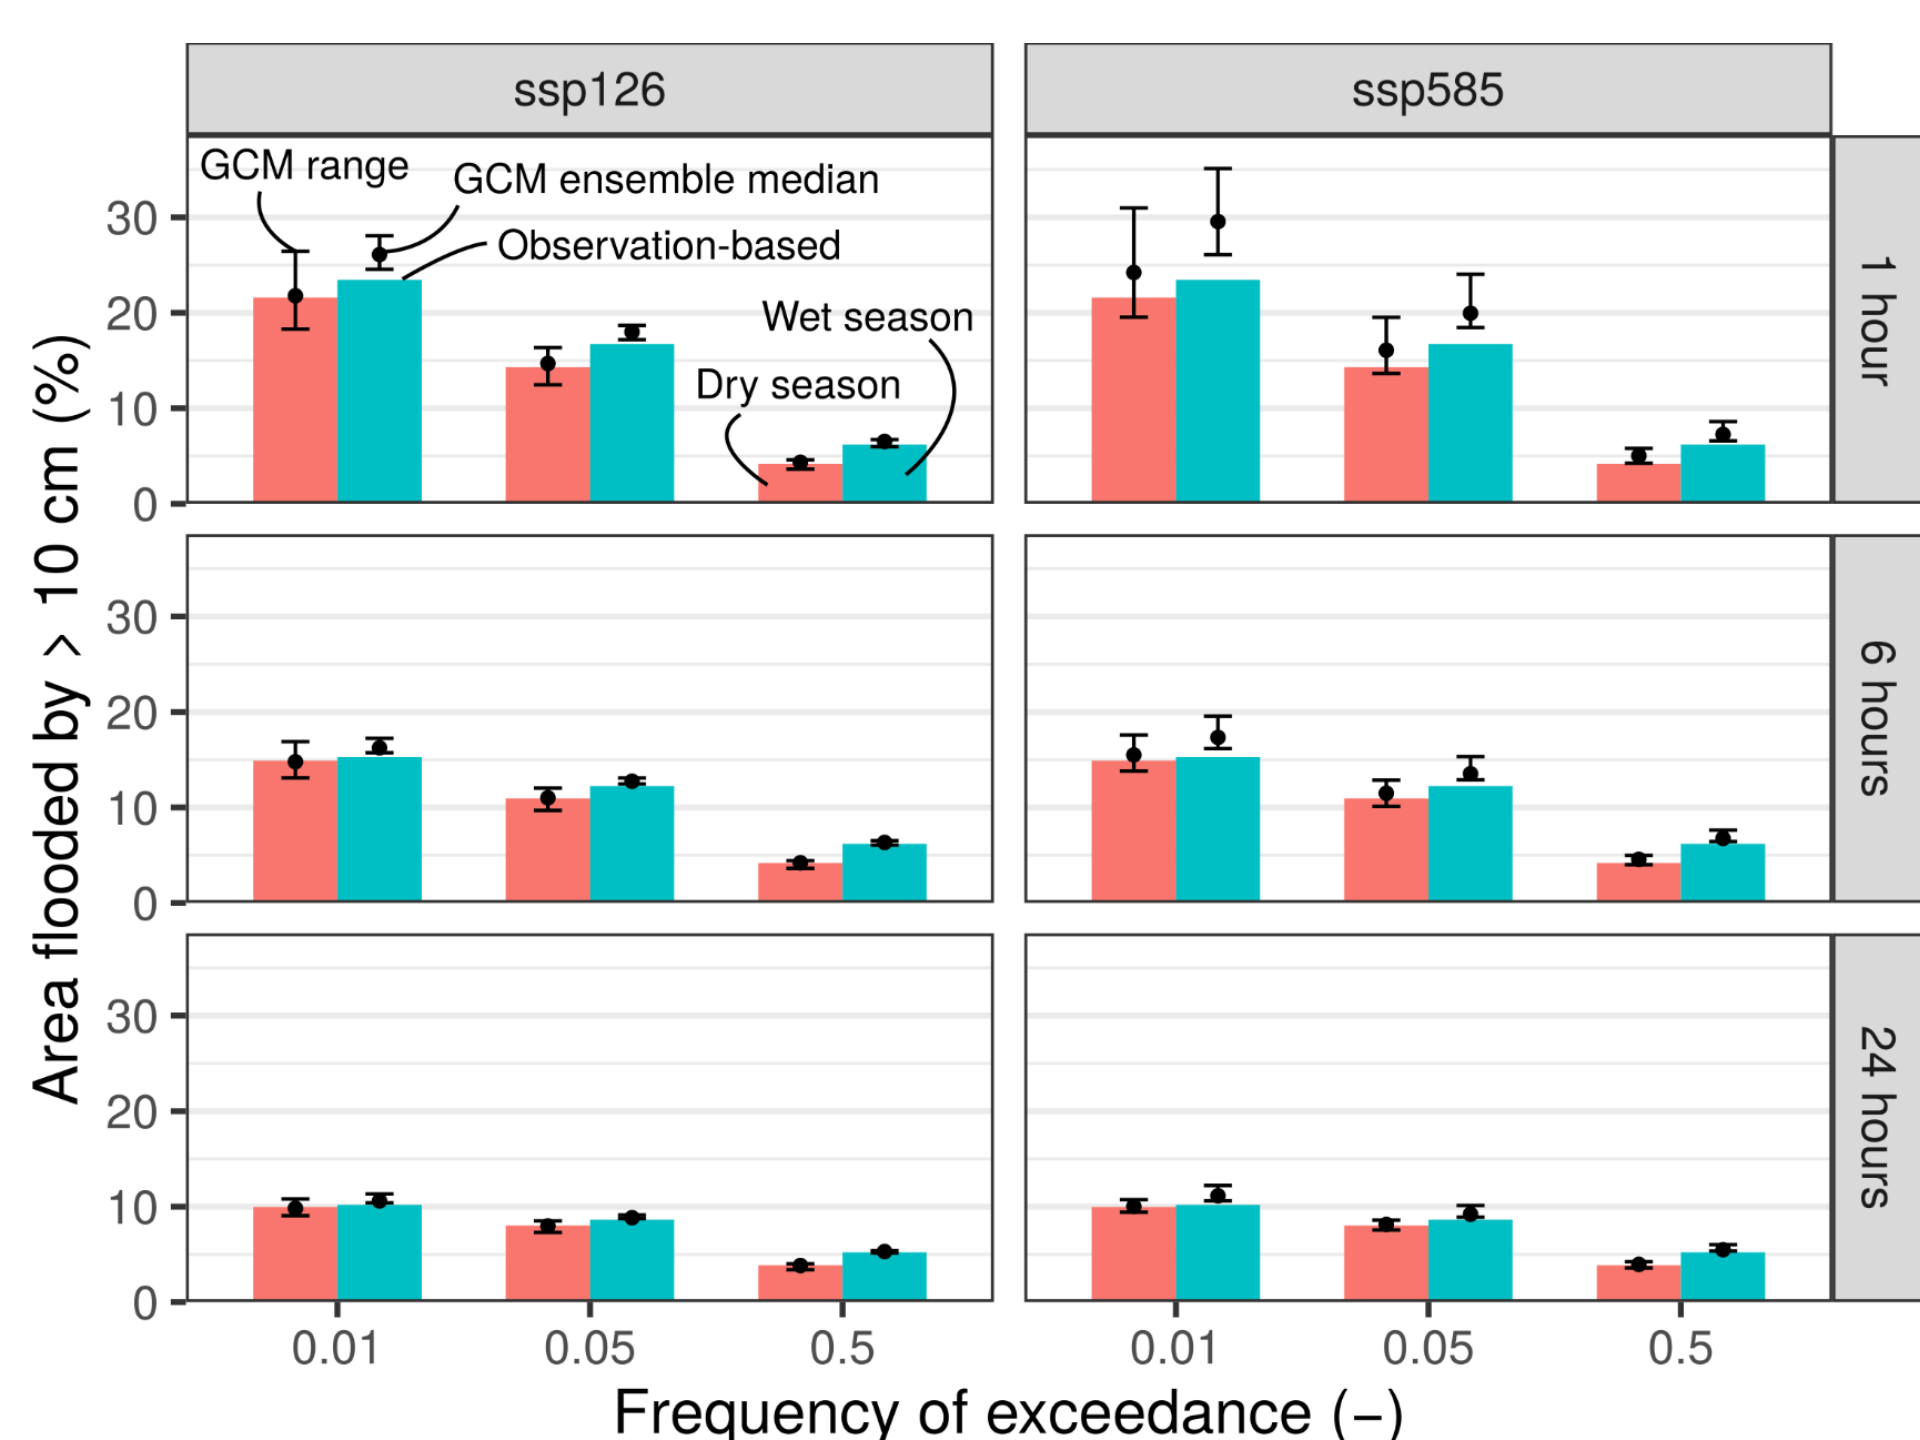 ssp126
ssp585
GCM range
GCM ensemble median
Observation-based
Wet season
Dry season
30
20
10
0
1 hour
30
20
10
0
6 hours
30
20
10
0
24 hours
0.01
0.05
0.5
0.01
0.05
0.5
Area flooded by > 10 cm (%)
Frequency of exceedance (−)